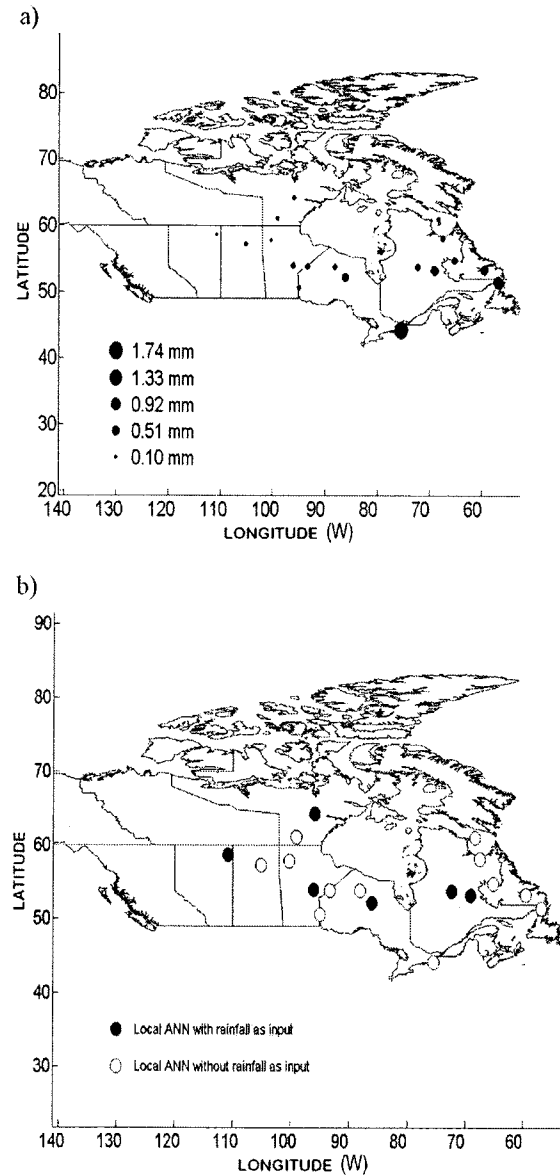 a)
80
70
60
50
40
30
20
LATITUDE
1.74 mm
1.33 mm
0.92 mm
0.51 mm
0.10 mm
140 130 120 110 100 90 80 70 60
LONGITUDE (W)
b)
90
80
70
60
50
40
30
LATITUDE
Local ANN with rainfall as input
Local ANN without rainfall as input
140 130 120 110 100 90 80 70 60
LONGITUDE (W)